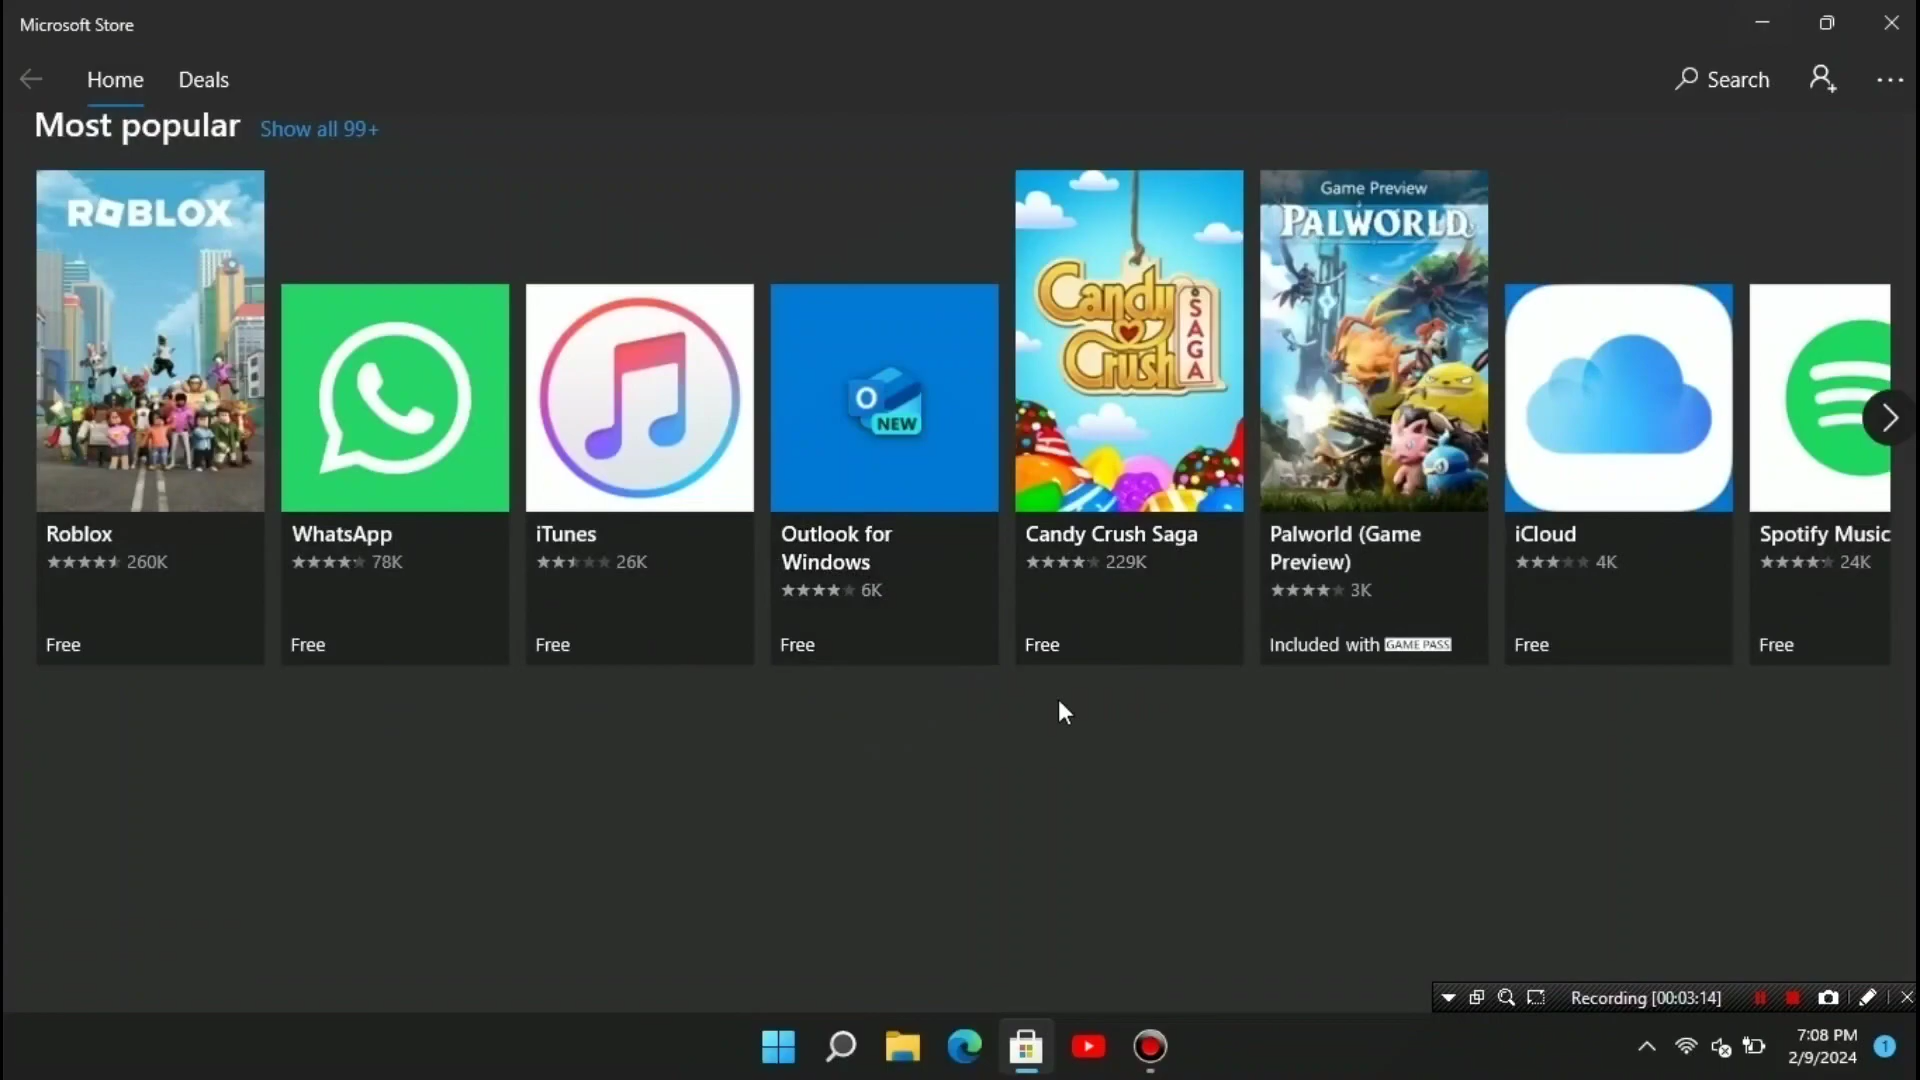 Microsoft Store
Home Deals
Search
Most popular Show all 99+
ROBLOX
Roblox
260K
Free
WhatsApp
78K
Free
iTunes
26K
Free
O
NEW
Outlook for
Windows
6K
Free
Candy
Crush
SAGA
Candy Crush Saga
229K
Free
Game Preview
PALWORLD
Palworld (Game
Preview)
3K
Included with GAME PASS
iCloud
4K
Free
Spotify Music
24K
Free
Recording [00:03:14]
7:08 PM
2/9/2024
1